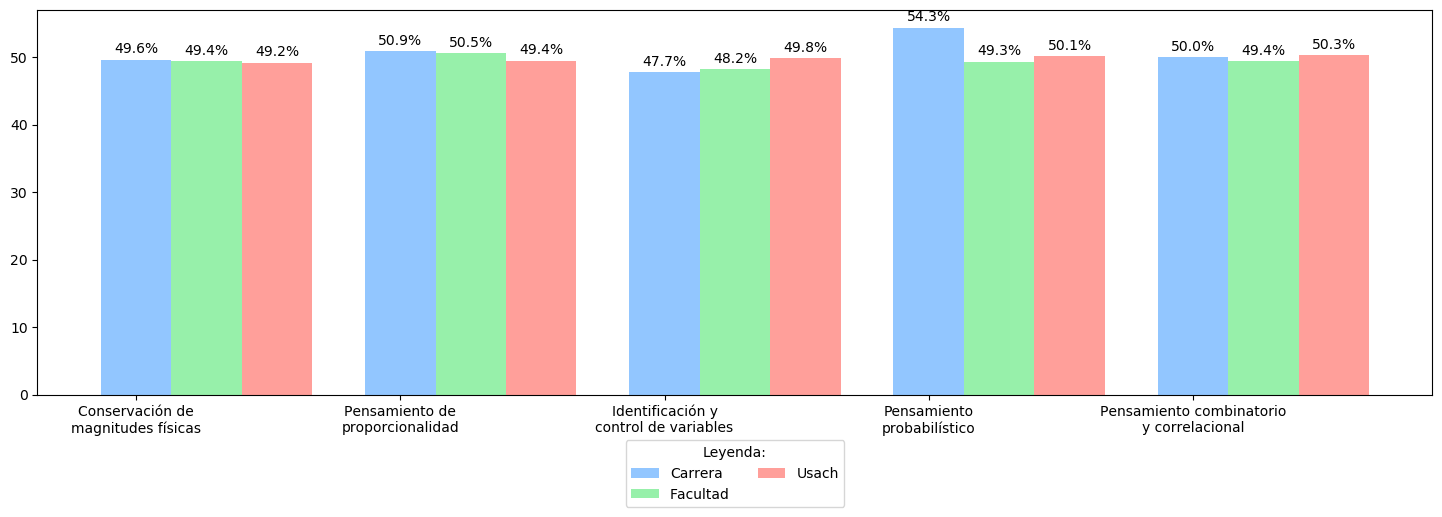 54.3%
49.6%
49.4%
49.2%
50.9%
50.5%
49.4%
47.7%
48.2%
49.8%
49.3%
50.1%
50.0%
49.4%
50.3%
50
40
30
20
10
0
Conservación de
magnitudes físicas
Pensamiento de
proporcionalidad
Identificación y
control de variables
Pensamiento
probabilístico
Pensamiento combinatorio
y correlacional
Leyenda:
Carrera
Facultad
Usach